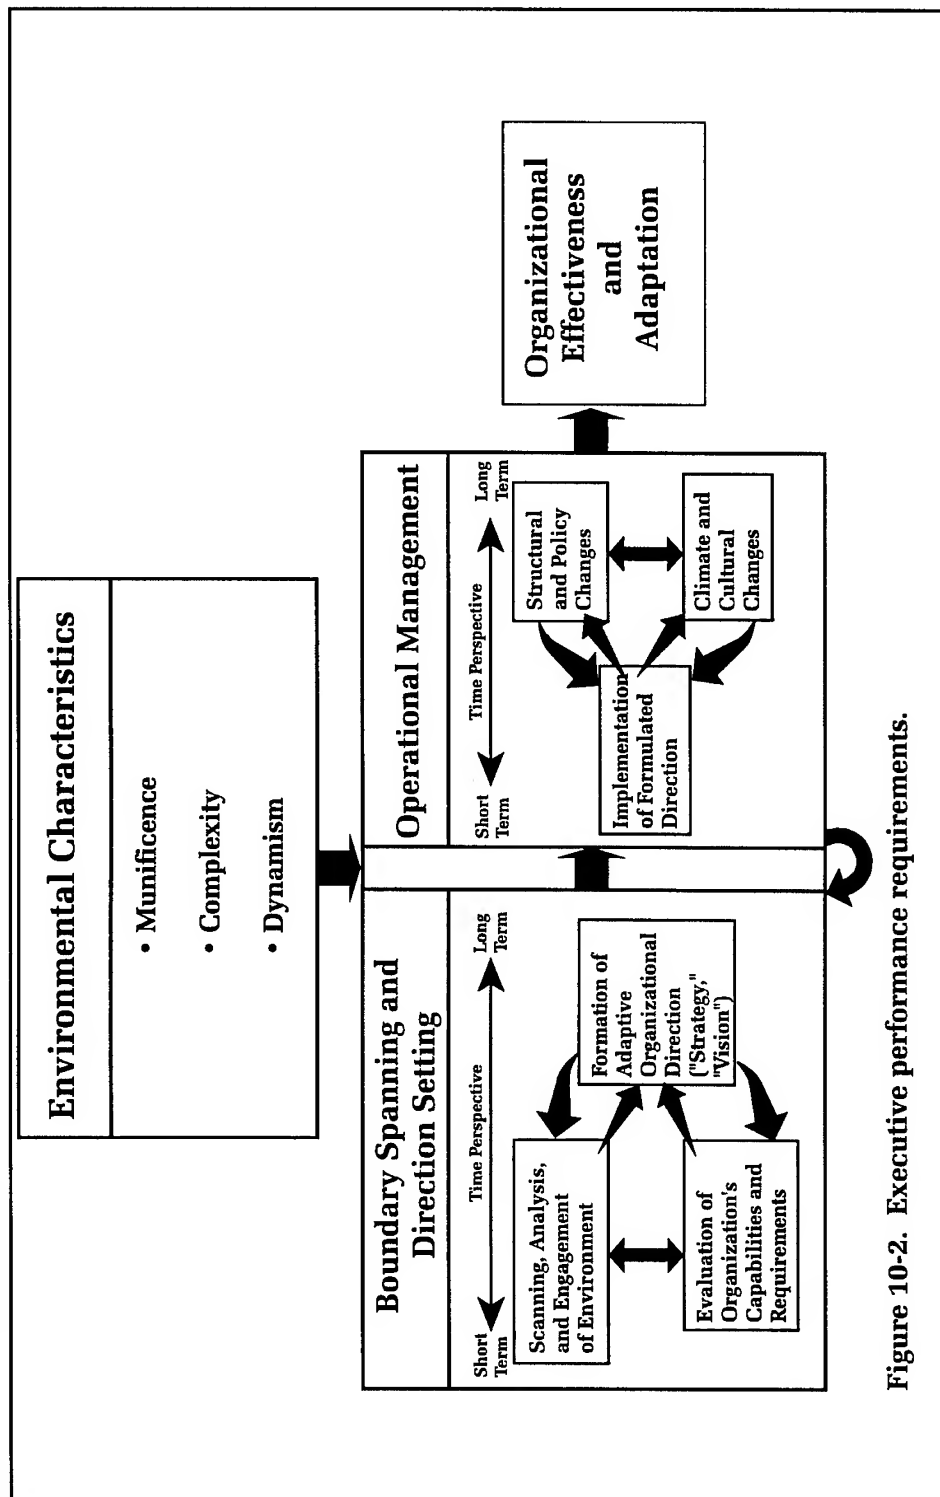 Environmental Characteristics
• Munificence
• Complexity
• Dynamism
Boundary Spanning and
Direction Setting
Short
Term
Time Perspective
Long
Term
Scanning, Analysis,
and Engagement
of Environment
Evaluation of
Organization's
Capabilities and
Requirements
Formation of
Adaptive
Organizational
Direction
("Strategy,"
"Vision")
Operational Management
Short
Term
Time Perspective
Long
Term
Implementation
of Formulated
Direction
Structural
and Policy
Changes
Climate and
Cultural
Changes
Organizational
Effectiveness
and
Adaptation
Figure 10-2. Executive performance requirements.